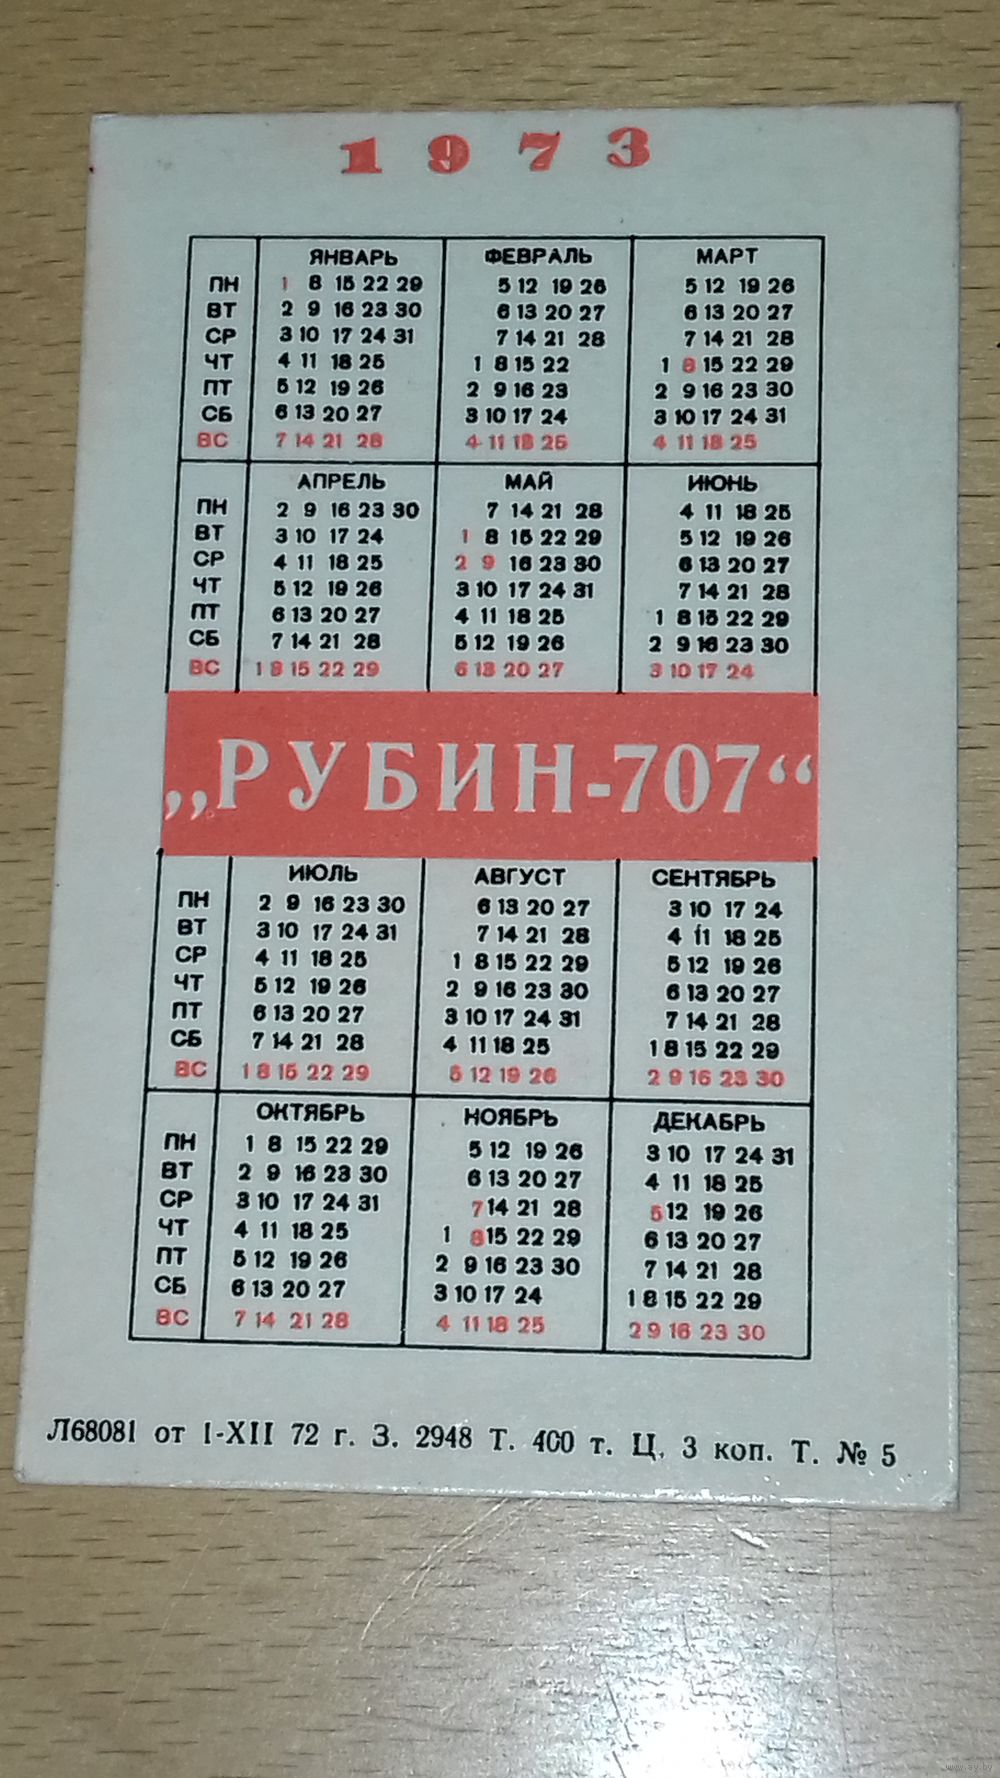 1973
ЯНВАРЬ ФЕВРАЛЬ МАРТ
ПН 1 8 15 22 29 5 12 19 26 5 12 19 26
ВТ 2 9 16 23 30 6 13 20 27 6 13 20 27
СР 3 10 17 24 31 7 14 21 28 7 14 21 28
ЧТ 4 11 18 25 1 8 15 22 1 8 15 22 29
ПТ 5 12 19 26 2 9 16 23 2 9 16 23 30
СБ 6 13 20 27 3 10 17 24 3 10 17 24 31
ВС 7 14 21 28 4 11 18 25 4 11 18 25
АПРЕЛЬ МАЙ ИЮНЬ
ПН 2 9 16 23 30 7 14 21 28 4 11 18 25
ВТ 3 10 17 24 1 8 15 22 29 5 12 19 26
СР 4 11 18 25 2 9 16 23 30 6 13 20 27
ЧТ 5 12 19 26 3 10 17 24 31 7 14 21 28
ПТ 6 13 20 27 4 11 18 25 1 8 15 22 29
СБ 7 14 21 28 5 12 19 26 2 9 16 23 30
ВС 1 8 15 22 29 6 13 20 27 3 10 17 24
„РУБИН-707“
ИЮЛЬ АВГУСТ СЕНТЯБРЬ
ПН 2 9 16 23 30 6 13 20 27 3 10 17 24
ВТ 3 10 17 24 31 7 14 21 28 4 11 18 25
СР 4 11 18 25 1 8 15 22 29 5 12 19 26
ЧТ 5 12 19 26 2 9 16 23 30 6 13 20 27
ПТ 6 13 20 27 3 10 17 24 31 7 14 21 28
СБ 7 14 21 28 4 11 18 25 1 8 15 22 29
ВС 1 8 15 22 29 5 12 19 26 2 9 16 23 30
ОКТЯБРЬ НОЯБРЬ ДЕКАБРЬ
ПН 1 8 15 22 29 5 12 19 26 3 10 17 24 31
ВТ 2 9 16 23 30 6 13 20 27 4 11 18 25
СР 3 10 17 24 31 7 14 21 28 5 12 19 26
ЧТ 4 11 18 25 1 8 15 22 29 6 13 20 27
ПТ 5 12 19 26 2 9 16 23 30 7 14 21 28
СБ 6 13 20 27 3 10 17 24 1 8 15 22 29
ВС 7 14 21 28 4 11 18 25 2 9 16 23 30
Л68081 от 1-XII 72 г. З. 2948 Т. 400 т. Ц. 3 коп. Т. № 5
www.ay.by